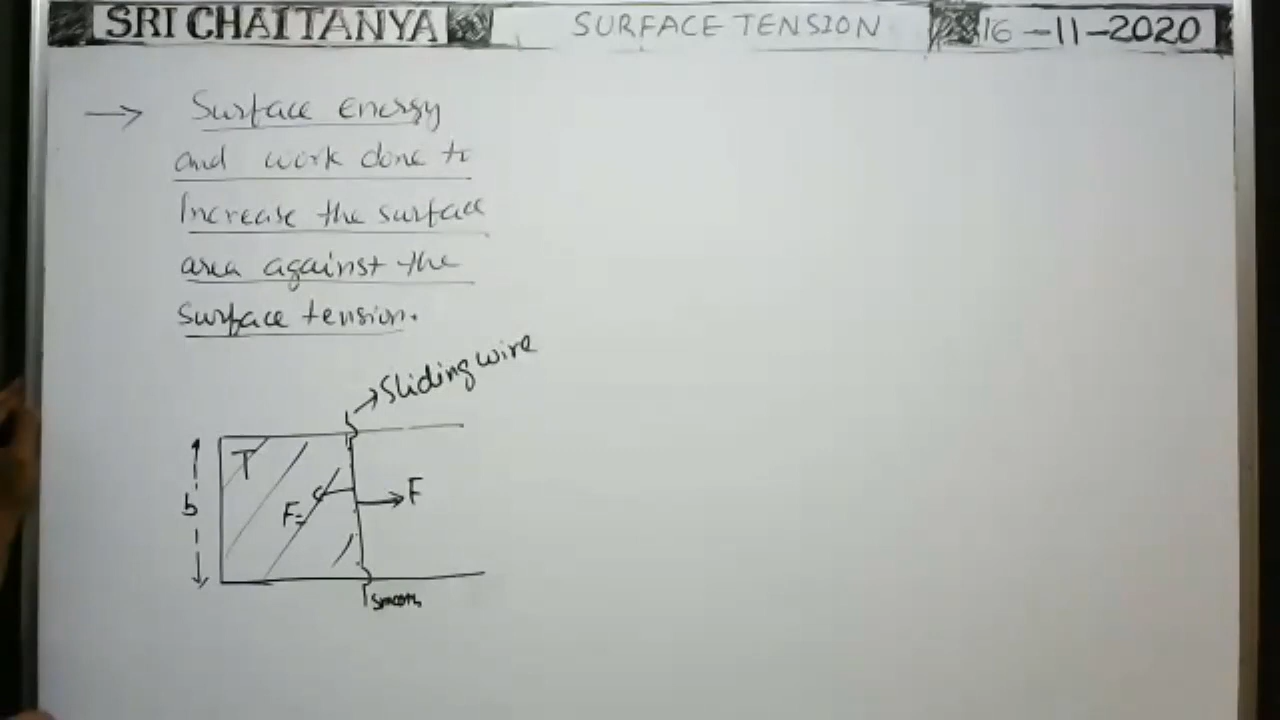 SRI CHAITANYA
SURFACE TENSION
16-11-2020
→ Surface energy
and work done to
Increase the surface
area against the
surface tension.
→Sliding wire
T
F
b
F=
Smooth